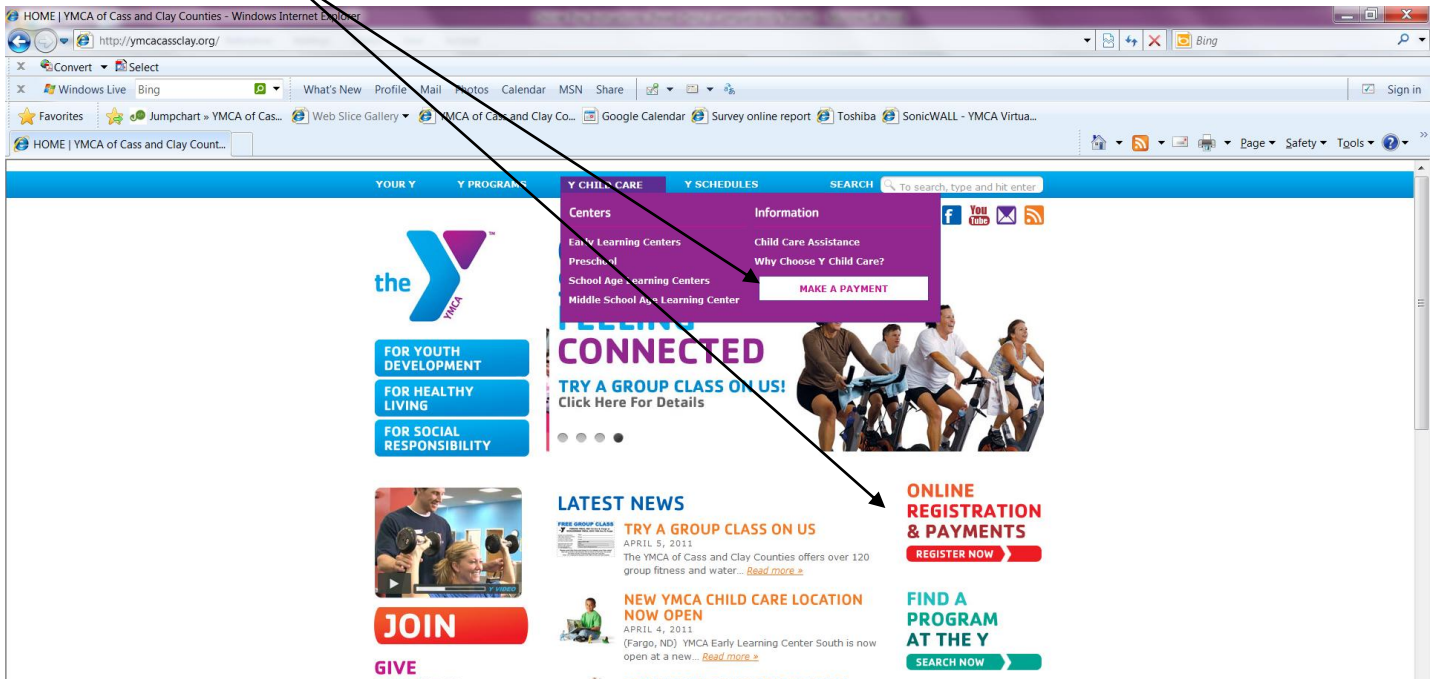 HOME | YMCA of Cass and Clay Counties - Windows Internet Explorer
http://ymcacassclay.org/
Bing
X Convert Select
X Windows Live Bing What's New Profile Mail Photos Calendar MSN Share Sign in
Favorites Jumpchart » YMCA of Cas... Web Slice Gallery YMCA of Cass and Clay Co... Google Calendar Survey online report Toshiba SonicWALL - YMCA Virtua...
HOME | YMCA of Cass and Clay Count...
Page Safety Tools
YOUR Y Y PROGRAMS Y CHILD CARE Y SCHEDULES SEARCH To search, type and hit enter
Centers
Early Learning Centers
Preschool
School Age Learning Centers
Middle School Age Learning Center
Information
Child Care Assistance
Why Choose Y Child Care?
MAKE A PAYMENT
f You Tube
the YMCA
FOR YOUTH
DEVELOPMENT
FOR HEALTHY
LIVING
FOR SOCIAL
RESPONSIBILITY
FEELING
CONNECTED
TRY A GROUP CLASS ON US!
Click Here For Details
Y VIDEO
JOIN
GIVE
LATEST NEWS
FREE GROUP CLASS
TRY A GROUP CLASS ON US
APRIL 5, 2011
The YMCA of Cass and Clay Counties offers over 120
group fitness and water... Read more »
NEW YMCA CHILD CARE LOCATION
NOW OPEN
APRIL 4, 2011
(Fargo, ND) YMCA Early Learning Center South is now
open at a new... Read more »
ONLINE
REGISTRATION
& PAYMENTS
REGISTER NOW
FIND A
PROGRAM
AT THE Y
SEARCH NOW